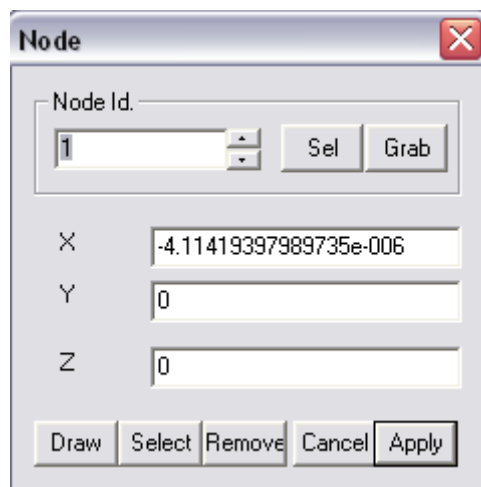 Node
Node Id.
1 Sel Grab
X -4.11419397989735e-006
Y 0
Z 0
Draw Select Remove Cancel Apply